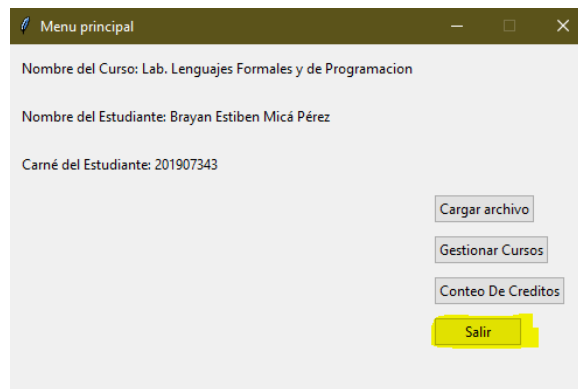 Menu principal
Nombre del Curso: Lab. Lenguajes Formales y de Programacion
Nombre del Estudiante: Brayan Estiben Micá Pérez
Carné del Estudiante: 201907343
Cargar archivo
Gestionar Cursos
Conteo De Creditos
Salir